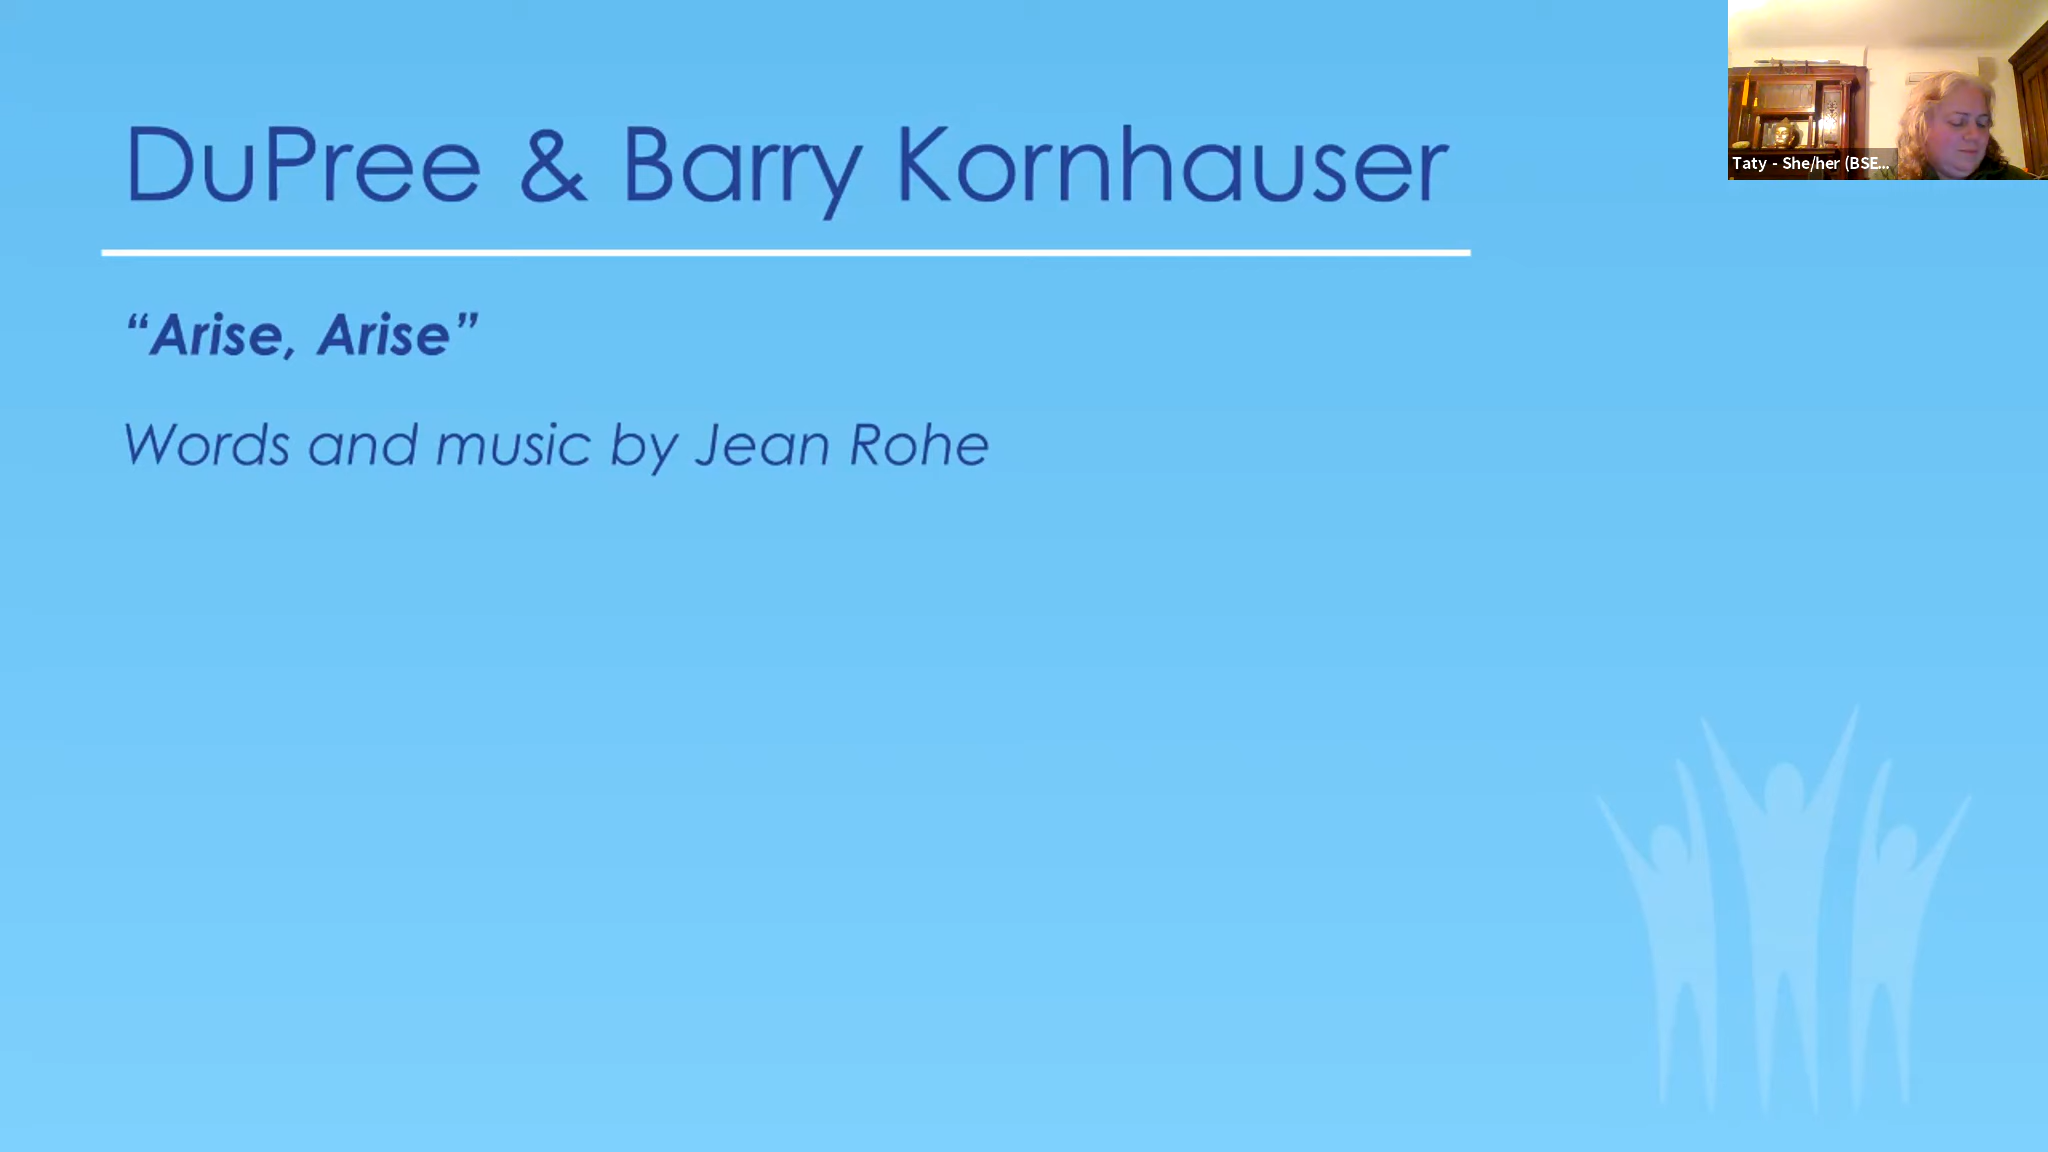 DuPree & Barry Kornhauser
“Arise, Arise”
Words and music by Jean Rohe
Taty - She/her (BSE...